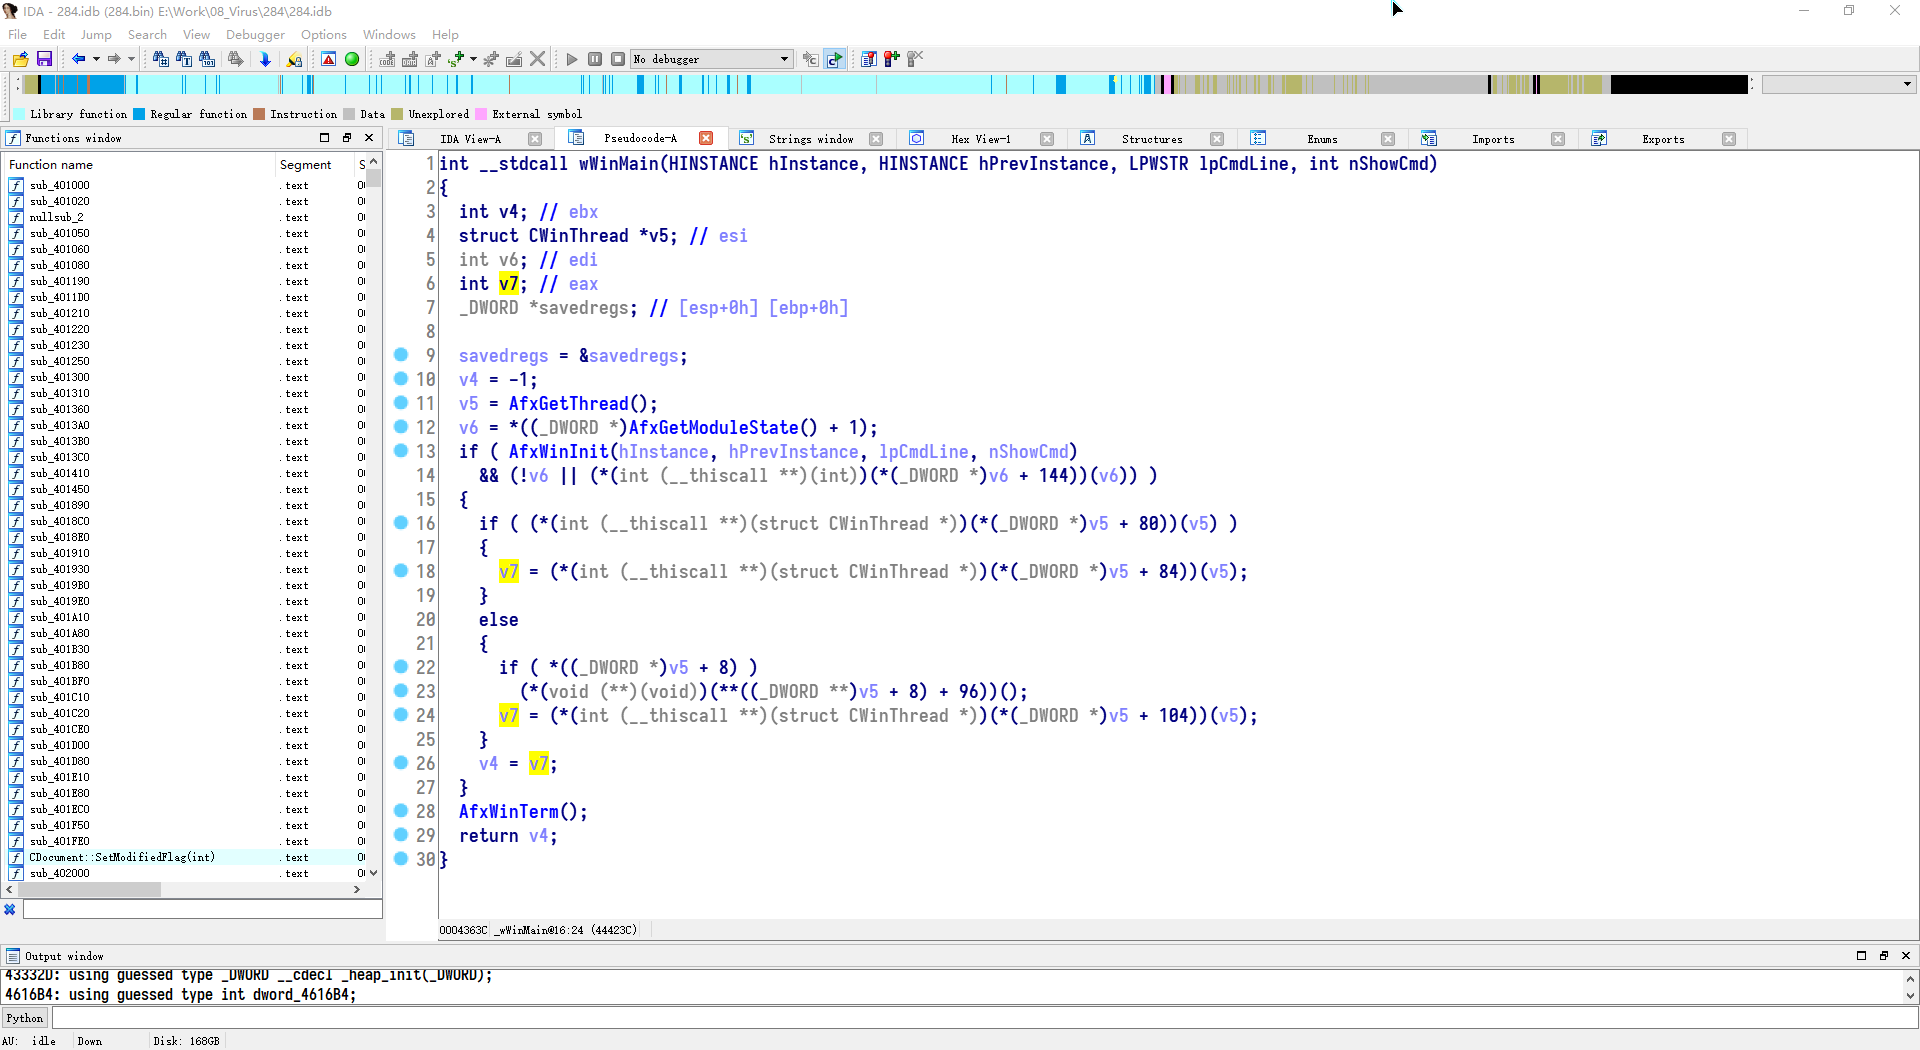 IDA - 284.idb (284.bin) E:\Work\08_Virus\284\284.idb
File Edit Jump Search View Debugger Options Windows Help
No debugger
Library function Regular function Instruction Data Unexplored External symbol
Functions window
IDA View-A Pseudocode-A Strings window Hex View-1 Structures Enums Imports Exports
Function name Segment S
sub_401000 .text 0
sub_401020 .text 0
nullsub_2 .text 0
sub_401050 .text 0
sub_401060 .text 0
sub_401080 .text 0
sub_401190 .text 0
sub_4011D0 .text 0
sub_401210 .text 0
sub_401220 .text 0
sub_401230 .text 0
sub_401250 .text 0
sub_401300 .text 0
sub_401310 .text 0
sub_401360 .text 0
sub_4013A0 .text 0
sub_4013B0 .text 0
sub_4013C0 .text 0
sub_401410 .text 0
sub_401450 .text 0
sub_401890 .text 0
sub_4018C0 .text 0
sub_4018E0 .text 0
sub_401910 .text 0
sub_401930 .text 0
sub_4019B0 .text 0
sub_4019E0 .text 0
sub_401A10 .text 0
sub_401A80 .text 0
sub_401B30 .text 0
sub_401B80 .text 0
sub_401BF0 .text 0
sub_401C10 .text 0
sub_401C20 .text 0
sub_401CE0 .text 0
sub_401D00 .text 0
sub_401D80 .text 0
sub_401E10 .text 0
sub_401E80 .text 0
sub_401EC0 .text 0
sub_401F50 .text 0
sub_401FE0 .text 0
CDocument::SetModifiedFlag(int) .text 0
sub_402000 .text 0
1 int __stdcall wWinMain(HINSTANCE hInstance, HINSTANCE hPrevInstance, LPWSTR lpCmdLine, int nShowCmd)
2 {
3 int v4; // ebx
4 struct CWinThread *v5; // esi
5 int v6; // edi
6 int v7; // eax
7 _DWORD *savedregs; // [esp+0h] [ebp+0h]
8
9 savedregs = &savedregs;
10 v4 = -1;
11 v5 = AfxGetThread();
12 v6 = *((_DWORD *)AfxGetModuleState() + 1);
13 if ( AfxWinInit(hInstance, hPrevInstance, lpCmdLine, nShowCmd)
14 && (!v6 || (*(int (__thiscall **)(int))(*(_DWORD *)v6 + 144))(v6)) )
15 {
16 if ( (*(int (__thiscall **)(struct CWinThread *))(*(_DWORD *)v5 + 80))(v5) )
17 {
18 v7 = (*(int (__thiscall **)(struct CWinThread *))(*(_DWORD *)v5 + 84))(v5);
19 }
20 else
21 {
22 if ( *((_DWORD *)v5 + 8) )
23 (*(void (**)(void))(**((_DWORD **)v5 + 8) + 96))();
24 v7 = (*(int (__thiscall **)(struct CWinThread *))(*(_DWORD *)v5 + 104))(v5);
25 }
26 v4 = v7;
27 }
28 AfxWinTerm();
29 return v4;
30 }
0004363C _wWinMain@16:24 (44423C)
Output window
43332D: using guessed type _DWORD __cdecl _heap_init(_DWORD);
4616B4: using guessed type int dword_4616B4;
Python
AU: idle Down Disk: 168GB